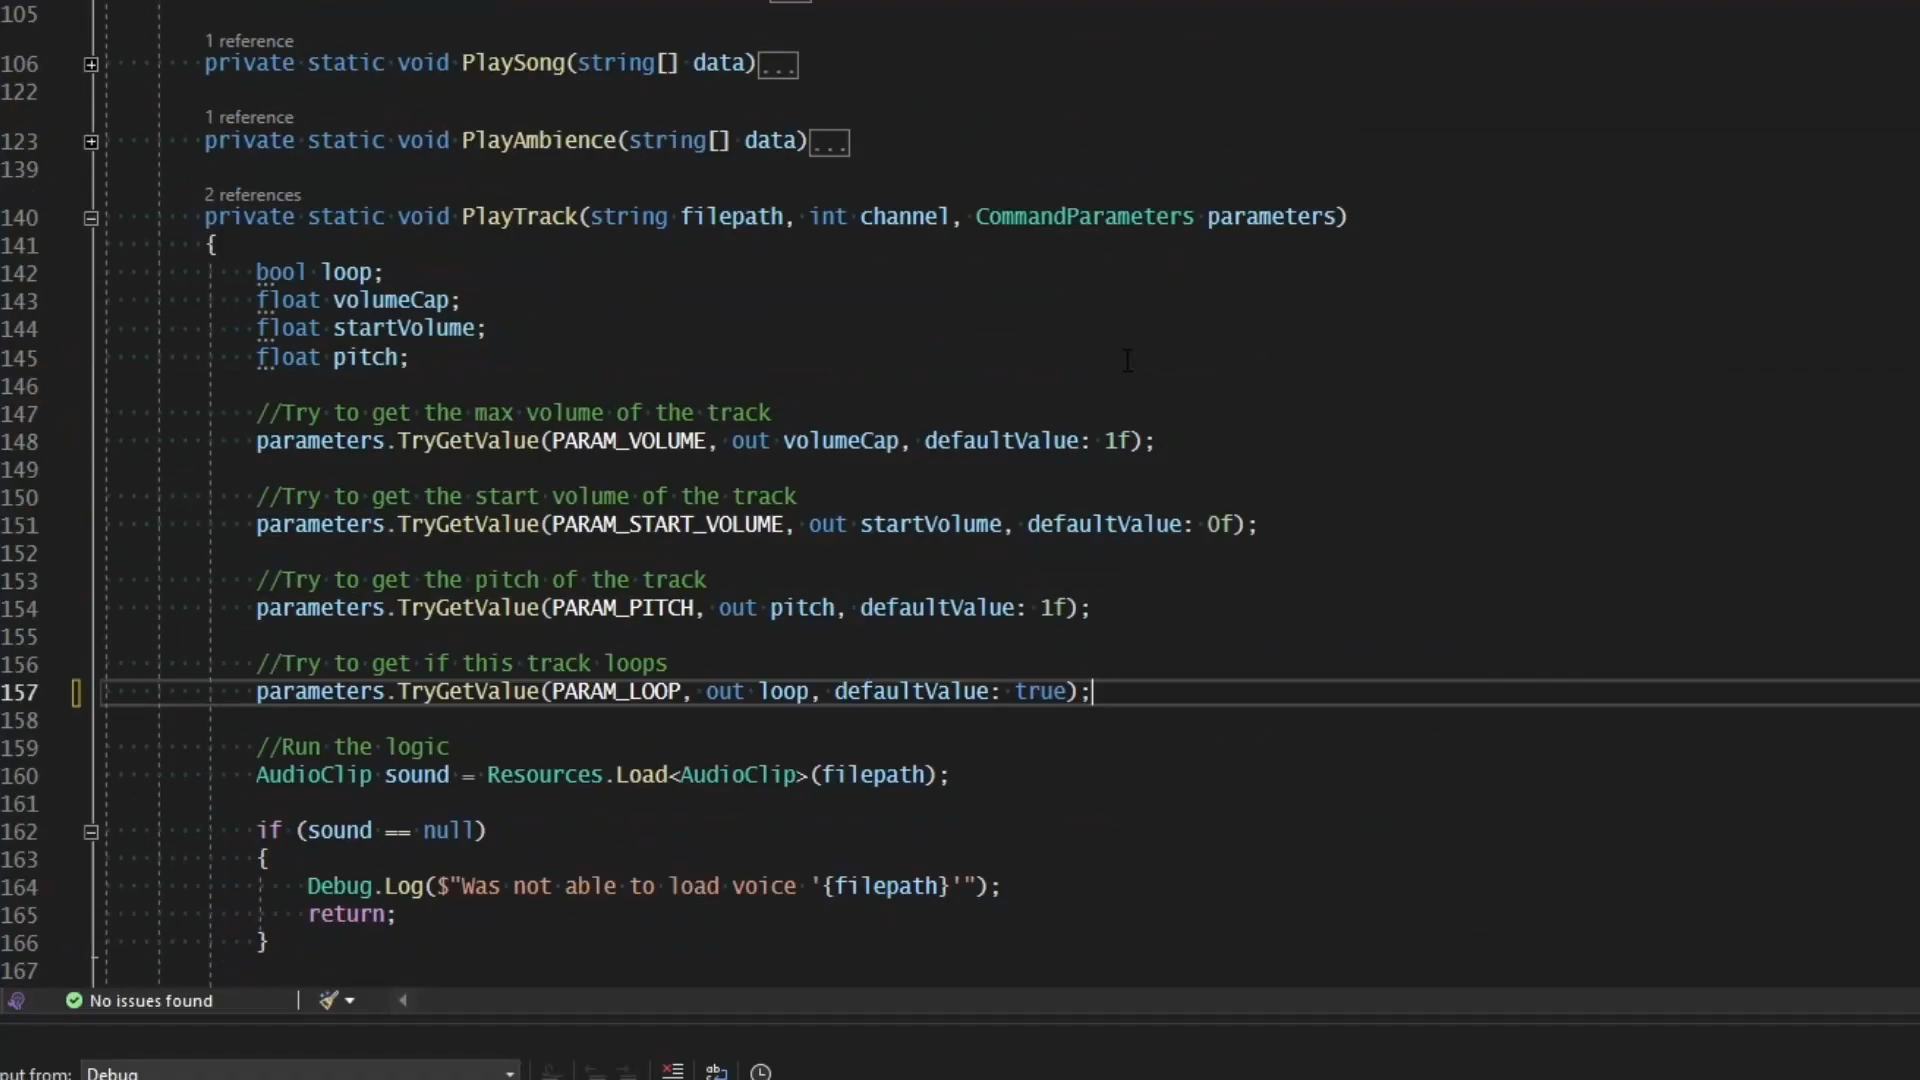 105
1 reference
106 private static void PlaySong(string[] data)...
122
1 reference
123 private static void PlayAmbience(string[] data)...
139
2 references
140 private static void PlayTrack(string filepath, int channel, CommandParameters parameters)
141 {
142 bool loop;
143 float volumeCap;
144 float startVolume;
145 float pitch;
146
147 //Try to get the max volume of the track
148 parameters.TryGetValue(PARAM_VOLUME, out volumeCap, defaultValue: 1f);
149
150 //Try to get the start volume of the track
151 parameters.TryGetValue(PARAM_START_VOLUME, out startVolume, defaultValue: 0f);
152
153 //Try to get the pitch of the track
154 parameters.TryGetValue(PARAM_PITCH, out pitch, defaultValue: 1f);
155
156 //Try to get if this track loops
157 parameters.TryGetValue(PARAM_LOOP, out loop, defaultValue: true);
158
159 //Run the logic
160 AudioClip sound = Resources.Load<AudioClip>(filepath);
161
162 if (sound == null)
163 {
164 Debug.Log($"Was not able to load voice '{filepath}'");
165 return;
166 }
167
No issues found
put from: Debug